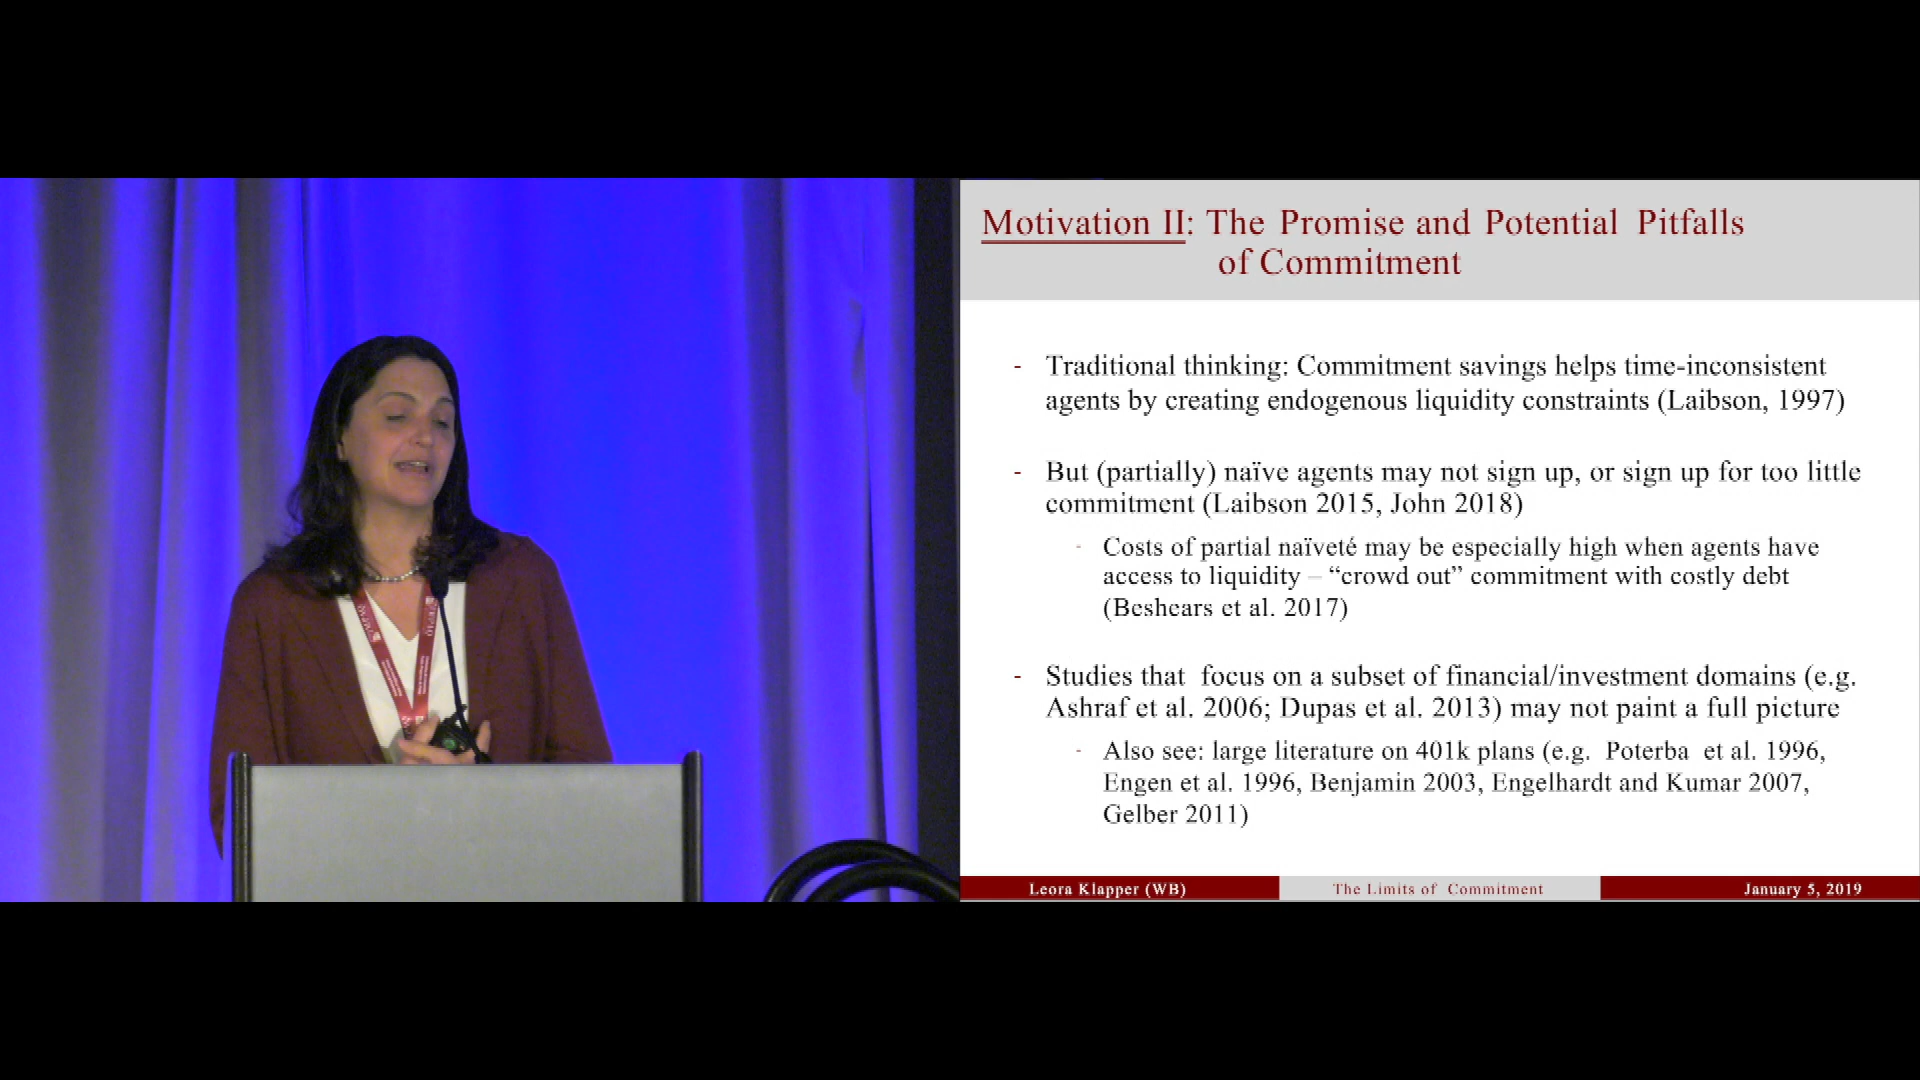 Motivation II: The Promise and Potential Pitfalls
of Commitment
- Traditional thinking: Commitment savings helps time-inconsistent
agents by creating endogenous liquidity constraints (Laibson, 1997)
- But (partially) naïve agents may not sign up, or sign up for too little
commitment (Laibson 2015, John 2018)
- Costs of partial naïveté may be especially high when agents have
access to liquidity – “crowd out” commitment with costly debt
(Beshears et al. 2017)
- Studies that focus on a subset of financial/investment domains (e.g.
Ashraf et al. 2006; Dupas et al. 2013) may not paint a full picture
- Also see: large literature on 401k plans (e.g. Poterba et al. 1996,
Engen et al. 1996, Benjamin 2003, Engelhardt and Kumar 2007,
Gelber 2011)
Leora Klapper (WB)
The Limits of Commitment
January 5, 2019